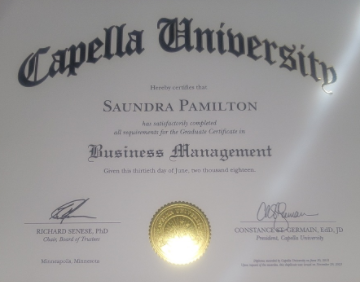 Capella University
Hereby certifies that
SAUNDRA PAMILTON
has satisfactorily completed
all requirements for the Graduate Certificate in
Business Management
Given this thirtieth day of June, two thousand eighteen.
RICHARD SENESE, PhD
Chair, Board of Trustees
CONSTANCE ST. GERMAIN, EdD, JD
President, Capella University
Minneapolis, Minnesota